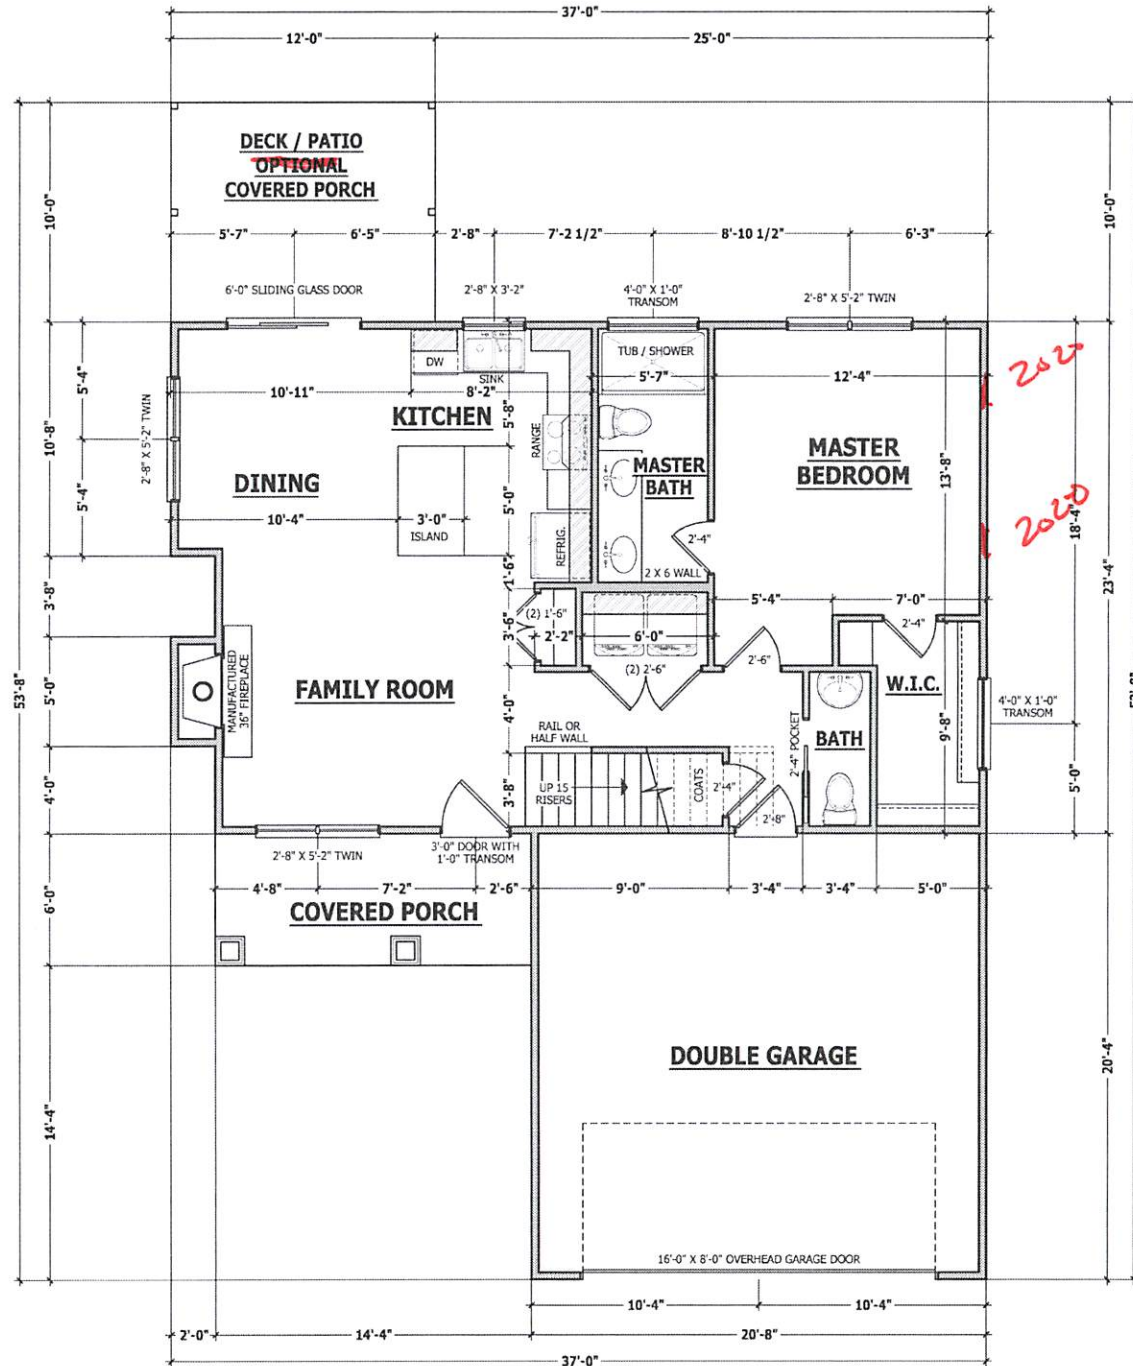 37'-0"
12'-0"
25'-0"
DECK / PATIO
OPTIONAL
COVERED PORCH
10'-0"
10'-0"
5'-7"
6'-5"
2'-8"
7'-2 1/2"
8'-10 1/2"
6'-3"
6'-0" SLIDING GLASS DOOR
2'-8" X 3'-2"
4'-0" X 1'-0"
TRANSOM
2'-8" X 5'-2" TWIN
DW
SINK
TUB / SHOWER
2020
5'-4"
10'-11"
8'-2"
5'-7"
12'-4"
2'-8" X 5'-2" TWIN
10'-8"
KITCHEN
5'-8"
RANGE
MASTER
BEDROOM
13'-8"
DINING
MASTER
BATH
5'-4"
10'-4"
3'-0"
ISLAND
5'-0"
REFRIG.
2'-4"
2020
18'-4"
2 X 6 WALL
1'-6"
23'-4"
3'-8"
(2) 1'-6"
3'-6"
2'-2"
6'-0"
5'-4"
7'-0"
2'-4"
(2) 2'-6"
2'-6"
53'-8"
5'-0"
MANUFACTURED
36" FIREPLACE
FAMILY ROOM
W.I.C.
4'-0" X 1'-0"
TRANSOM
4'-0"
RAIL OR
HALF WALL
2'-4" POCKET
BATH
9'-8"
4'-0"
3'-8"
UP 15
RISERS
COATS
2'-4"
2'-8"
5'-0"
2'-8" X 5'-2" TWIN
3'-0" DOOR WITH
1'-0" TRANSOM
4'-8"
7'-2"
2'-6"
9'-0"
3'-4"
3'-4"
5'-0"
6'-0"
COVERED PORCH
DOUBLE GARAGE
20'-4"
14'-4"
16'-0" X 8'-0" OVERHEAD GARAGE DOOR
10'-4"
10'-4"
2'-0"
14'-4"
20'-8"
37'-0"